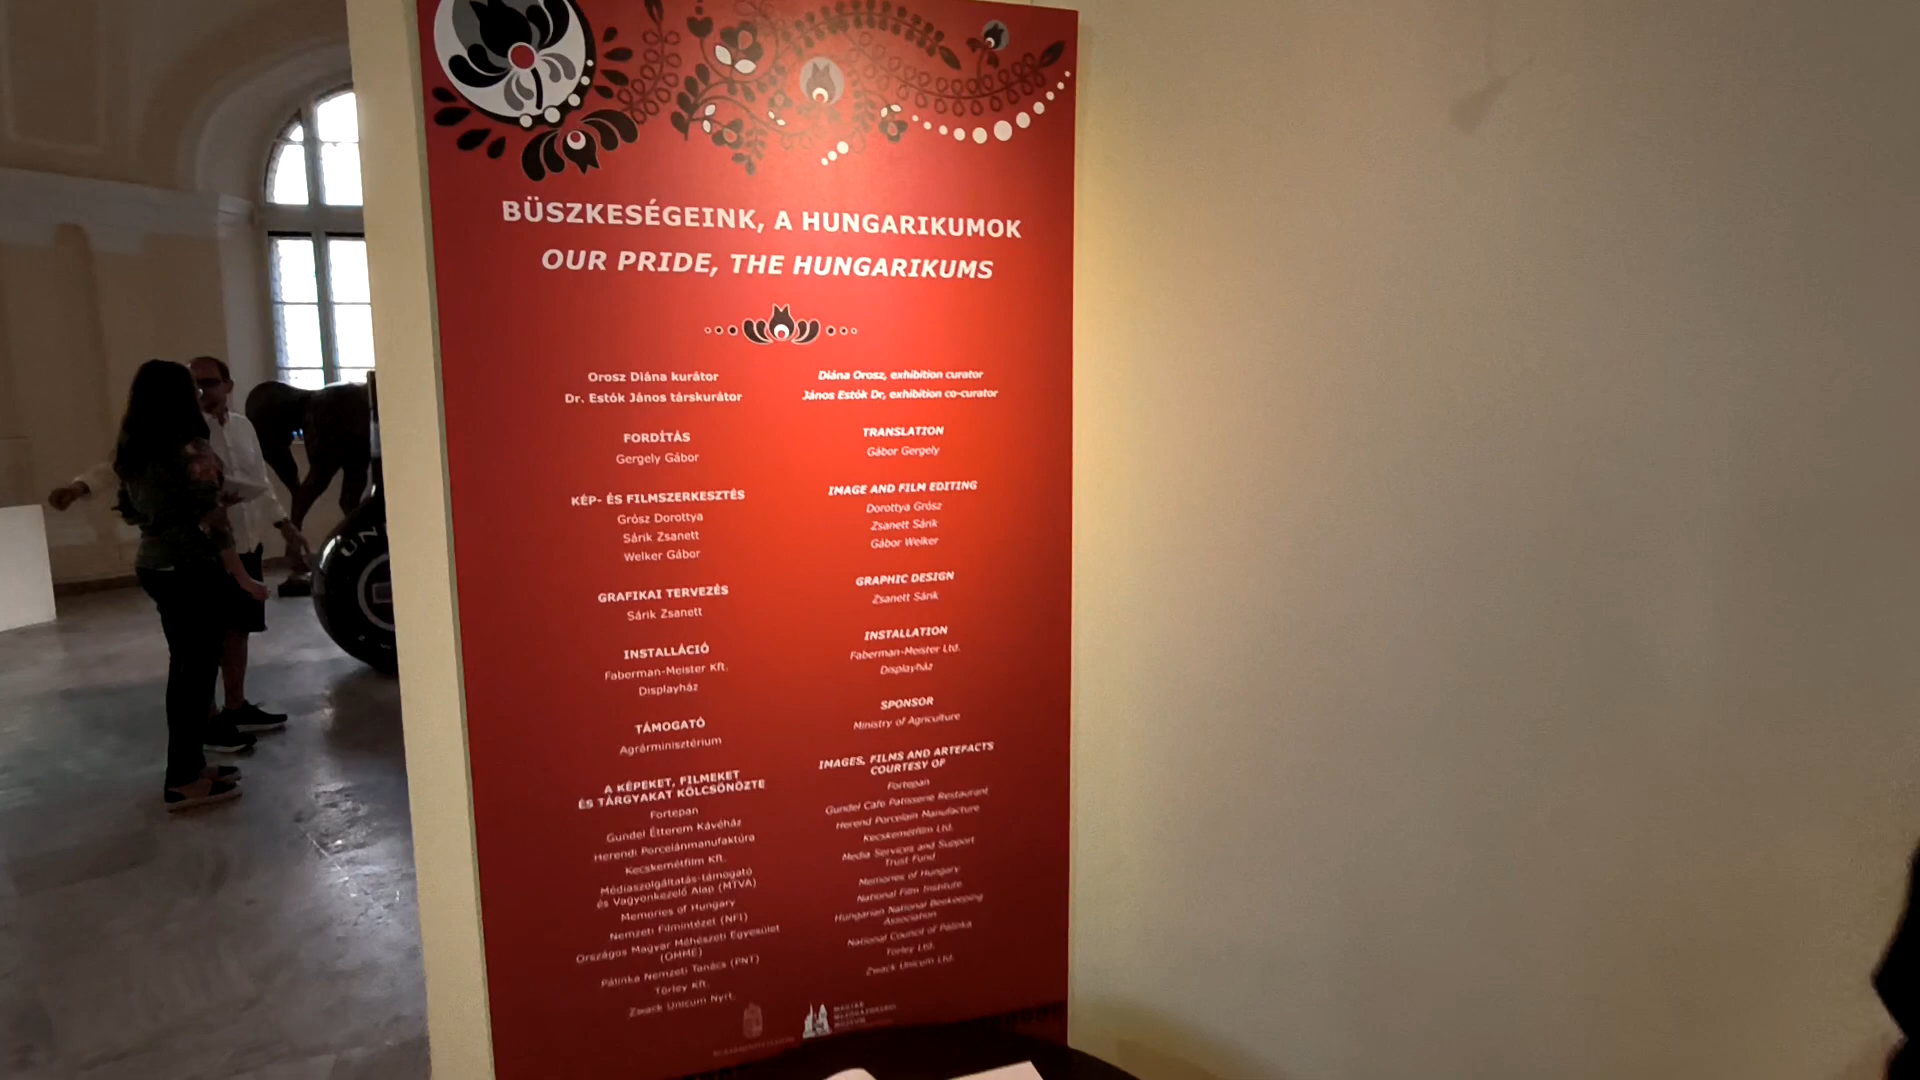 BÜSZKESÉGEINK, A HUNGARIKUMOK
OUR PRIDE, THE HUNGARIKUMS
Orosz Diána kurátor
Dr. Estók János társkurátor
FORDÍTÁS
Gergely Gábor
KÉP- ÉS FILMSZERKESZTÉS
Grósz Dorottya
Sárik Zsanett
Welker Gábor
GRAFIKAI TERVEZÉS
Sárik Zsanett
INSTALLÁCIÓ
Faberman-Meister Kft.
Displayház
TÁMOGATÓ
Agrárminisztérium
A KÉPEKET, FILMEKET
ÉS TÁRGYAKAT KÖLCSÖNÖZTE
Fortepan
Gundel Étterem Kávéház
Herendi Porcelánmanufaktúra
Kecskemétfilm Kft.
Médiaszolgáltatás-támogató
és Vagyonkezelő Alap (MTVA)
Memories of Hungary
Nemzeti Filmintézet (NFI)
Országos Magyar Méhészeti Egyesület
(OMME)
Pálinka Nemzeti Tanács (PNT)
Törley Kft.
Zwack Unicum Nyrt.
Diána Orosz, exhibition curator
János Estók Dr, exhibition co-curator
TRANSLATION
Gábor Gergely
IMAGE AND FILM EDITING
Dorottya Grósz
Zsanett Sárik
Gábor Welker
GRAPHIC DESIGN
Zsanett Sárik
INSTALLATION
Faberman-Meister Ltd.
Displayház
SPONSOR
Ministry of Agriculture
IMAGES, FILMS AND ARTEFACTS
COURTESY OF
Fortepan
Gundel Cafe Patisserie Restaurant
Herend Porcelain Manufacture
Kecskemétfilm Ltd.
Media Services and Support
Trust Fund
Memories of Hungary
National Film Institute
Hungarian National Beekeeping
Association
National Council of Pálinka
Törley Ltd.
Zwack Unicum Ltd.
MAGYAR
MEZŐGAZDASÁGI
MÚZEUM
UN